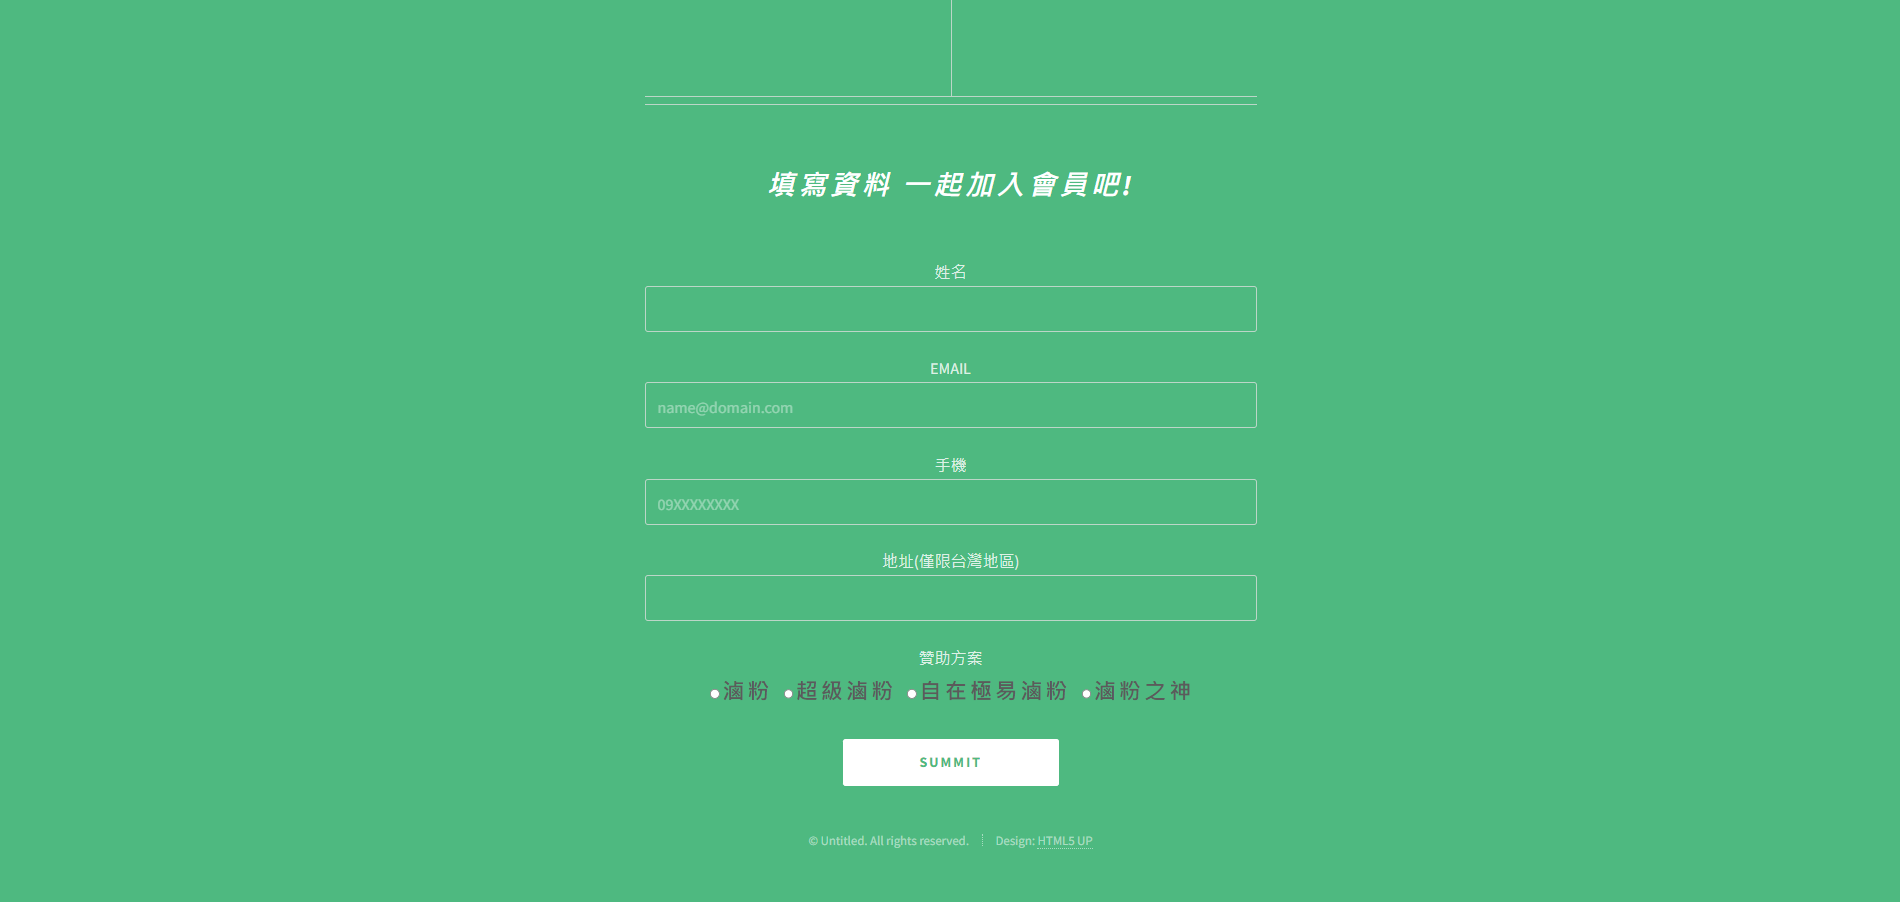 填寫資料 一起加入會員吧!
姓名
EMAIL
name@domain.com
手機
09XXXXXXXX
地址(僅限台灣地區)
贊助方案
滷粉 超級滷粉 自在極易滷粉 滷粉之神
SUMMIT
© Untitled. All rights reserved. Design: HTML5 UP